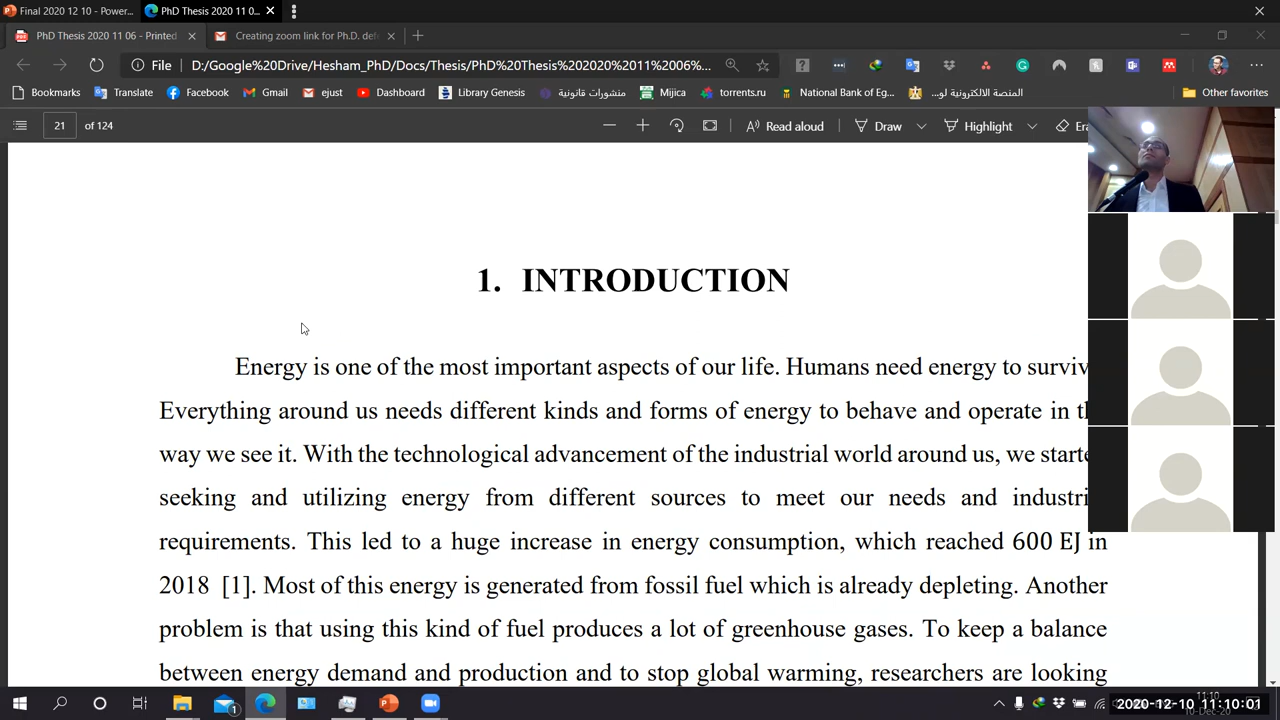 Final 2020 12 10 - Power...
PhD Thesis 2020 11 0...
PhD Thesis 2020 11 06 - Printed
Creating zoom link for Ph.D. def
File
D:/Google%20Drive/Hesham_PhD/Docs/Thesis/PhD%20Thesis%202020%2011%2006%...
Bookmarks
Translate
Facebook
Gmail
ejust
Dashboard
Library Genesis
منشورات قانونية
Mijica
torrents.ru
National Bank of Eg...
المنصة الالكترونية لو...
Other favorites
21 of 124
Read aloud
Draw
Highlight
Era
1. INTRODUCTION
Energy is one of the most important aspects of our life. Humans need energy to surviv
Everything around us needs different kinds and forms of energy to behave and operate in th
way we see it. With the technological advancement of the industrial world around us, we starte
seeking and utilizing energy from different sources to meet our needs and industri
requirements. This led to a huge increase in energy consumption, which reached 600 EJ in
2018 [1]. Most of this energy is generated from fossil fuel which is already depleting. Another
problem is that using this kind of fuel produces a lot of greenhouse gases. To keep a balance
between energy demand and production and to stop global warming, researchers are looking
11:10
2020-12-10 11:10:01
10-Dec-20